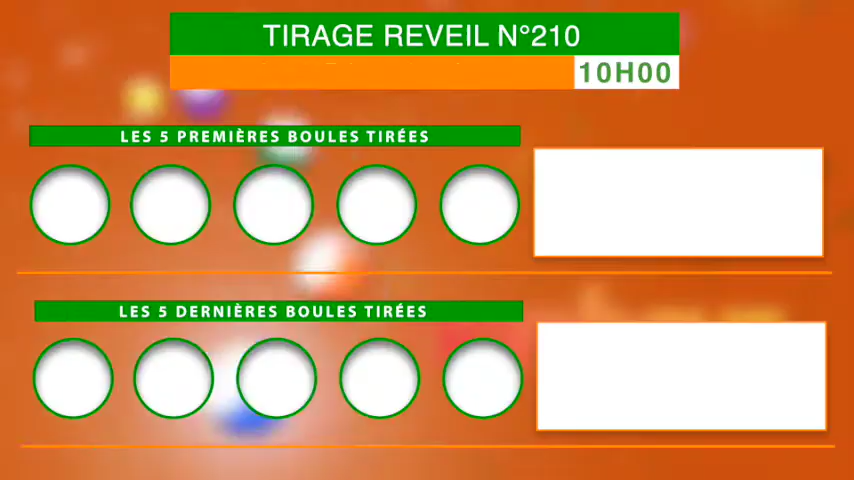 TIRAGE REVEIL N°210
10H00
LES 5 PREMIÈRES BOULES TIRÉES
LES 5 DERNIÈRES BOULES TIRÉES